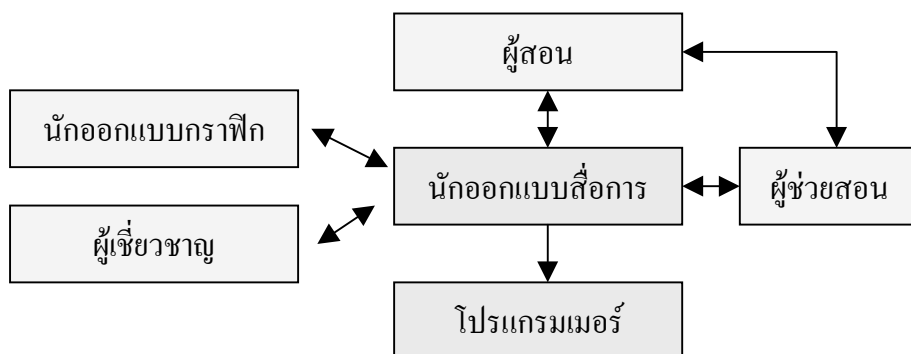 ผู้สอน
นักออกแบบกราฟิก
นักออกแบบสื่อการ
ผู้ช่วยสอน
ผู้เชี่ยวชาญ
โปรแกรมเมอร์